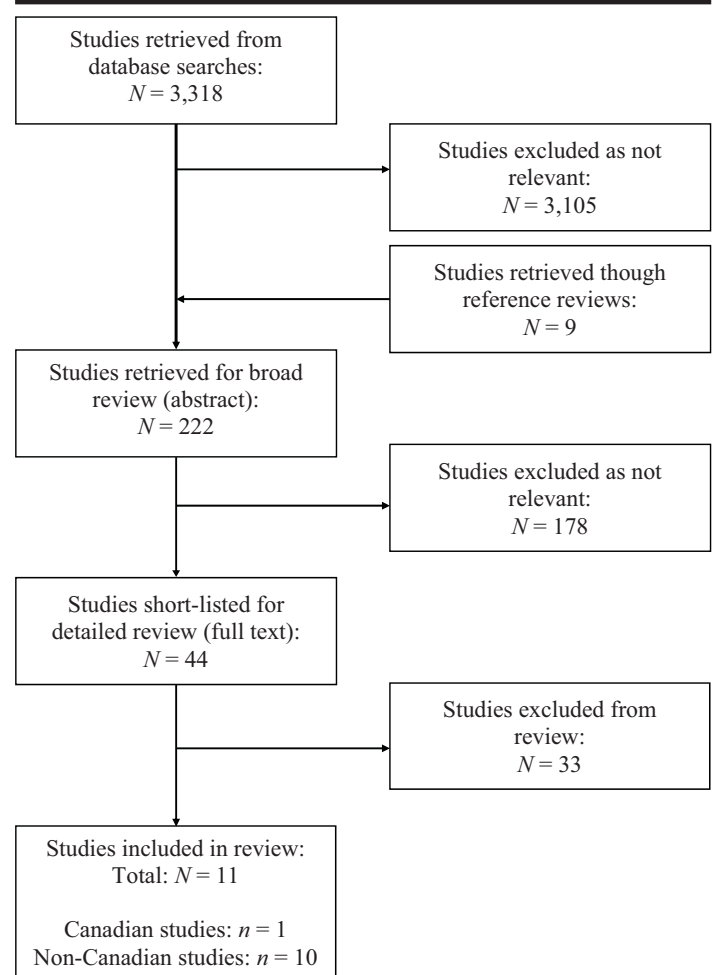 Studies retrieved from
database searches:
N = 3,318
Studies excluded as not
relevant:
N = 3,105
Studies retrieved though
reference reviews:
N = 9
Studies retrieved for broad
review (abstract):
N = 222
Studies excluded as not
relevant:
N = 178
Studies short-listed for
detailed review (full text):
N = 44
Studies excluded from
review:
N = 33
Studies included in review:
Total: N = 11
Canadian studies: n = 1
Non-Canadian studies: n = 10